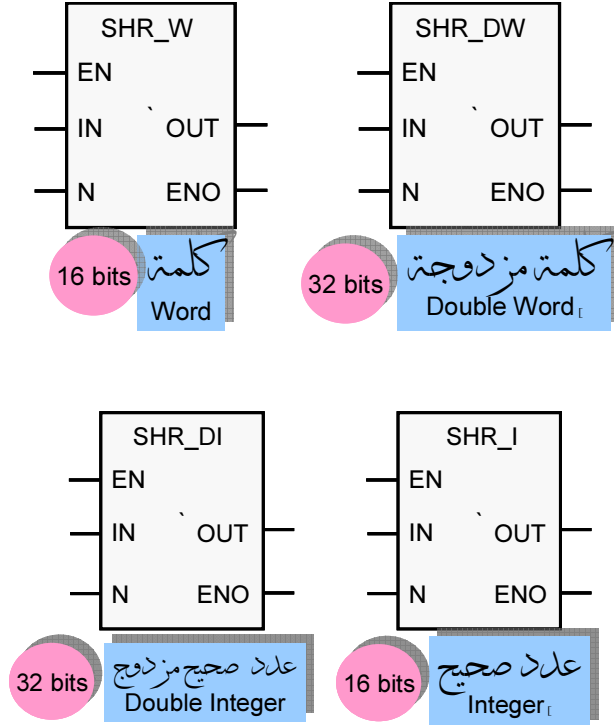 SHR_W
EN
IN ` OUT
N ENO
16 bits
كلمة
Word
SHR_DW
EN
IN ` OUT
N ENO
32 bits
كلمة مزدوجة
Double Word [
SHR_DI
EN
IN ` OUT
N ENO
32 bits
عدد صحيح مزدوج
Double Integer
SHR_I
EN
IN ` OUT
N ENO
16 bits
عدد صحيح
Integer [